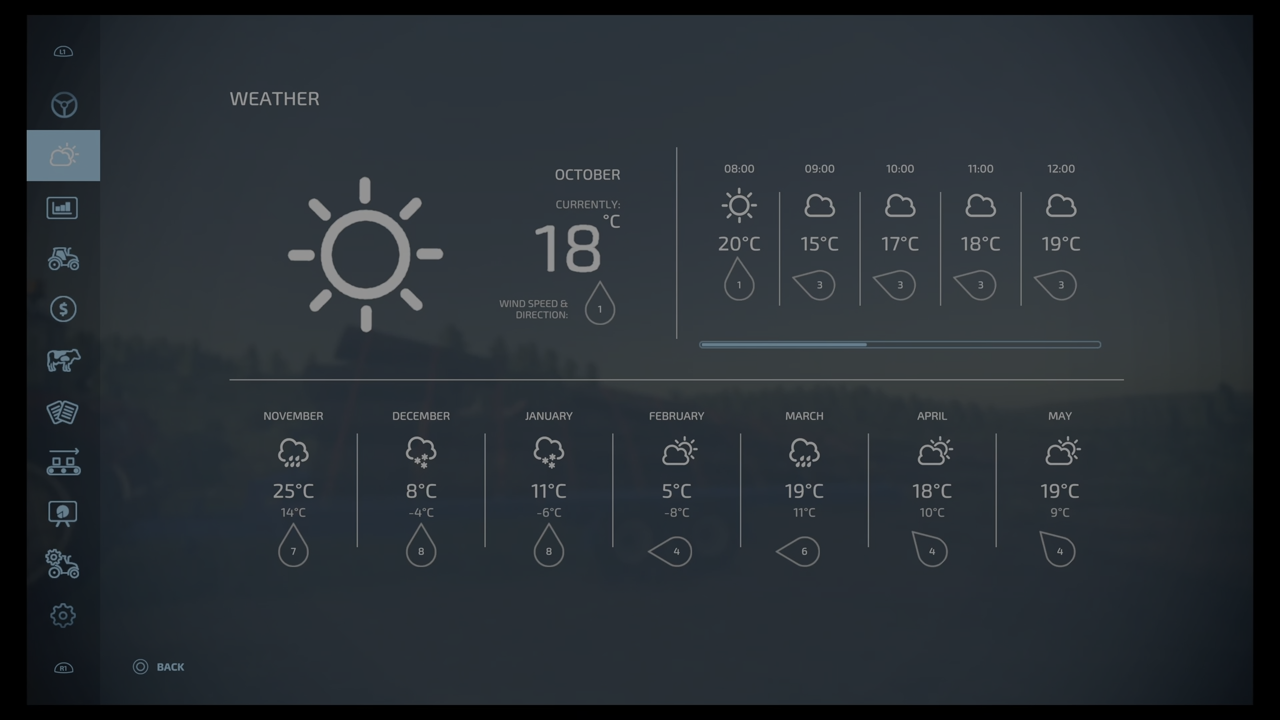 L1
WEATHER
OCTOBER
CURRENTLY:
18 °C
WIND SPEED &
DIRECTION:
1
08:00 09:00 10:00 11:00 12:00
20°C 15°C 17°C 18°C 19°C
1 3 3 3 3
NOVEMBER DECEMBER JANUARY FEBRUARY MARCH APRIL MAY
25°C 8°C 11°C 5°C 19°C 18°C 19°C
14°C -4°C -6°C -8°C 11°C 10°C 9°C
7 8 8 4 6 4 4
$
R1
BACK